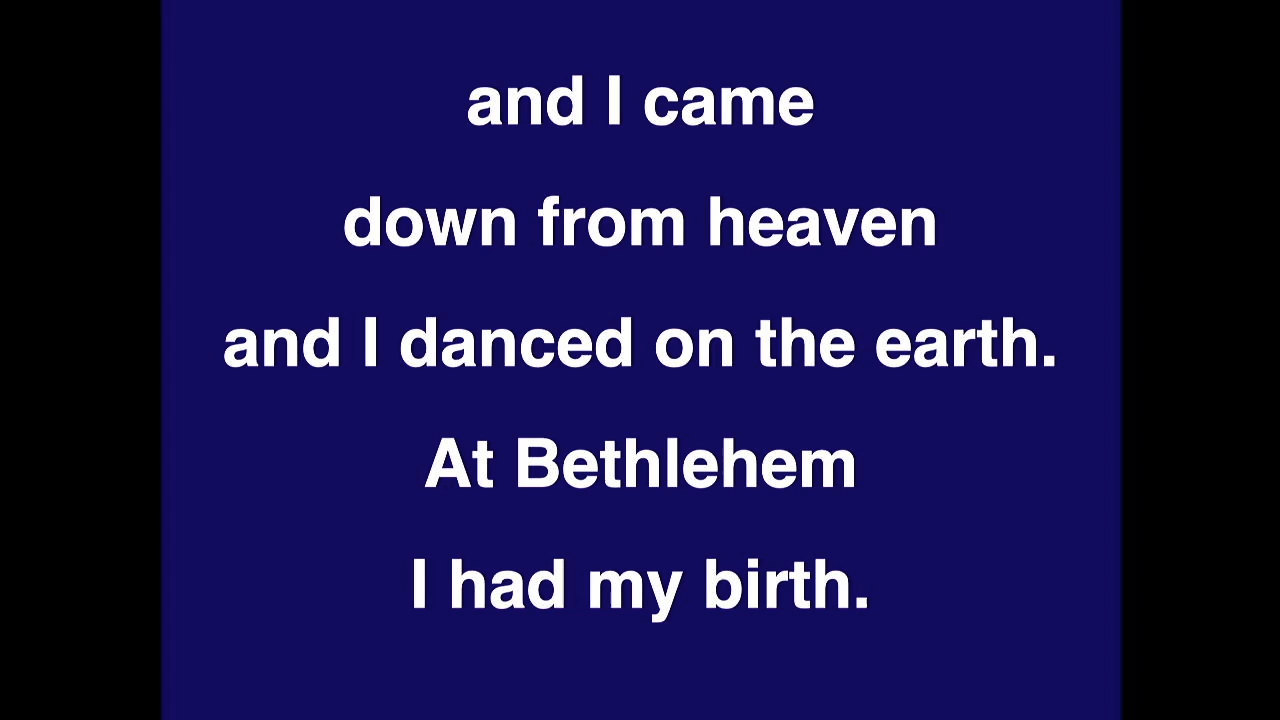 and I came
down from heaven
and I danced on the earth.
At Bethlehem
I had my birth.